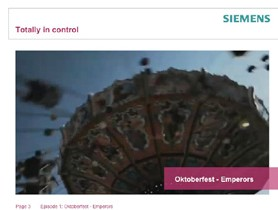 SIEMENS
Totally in control
Oktoberfest - Emperors
Page 3 Episode 1: Oktoberfest - Emperors